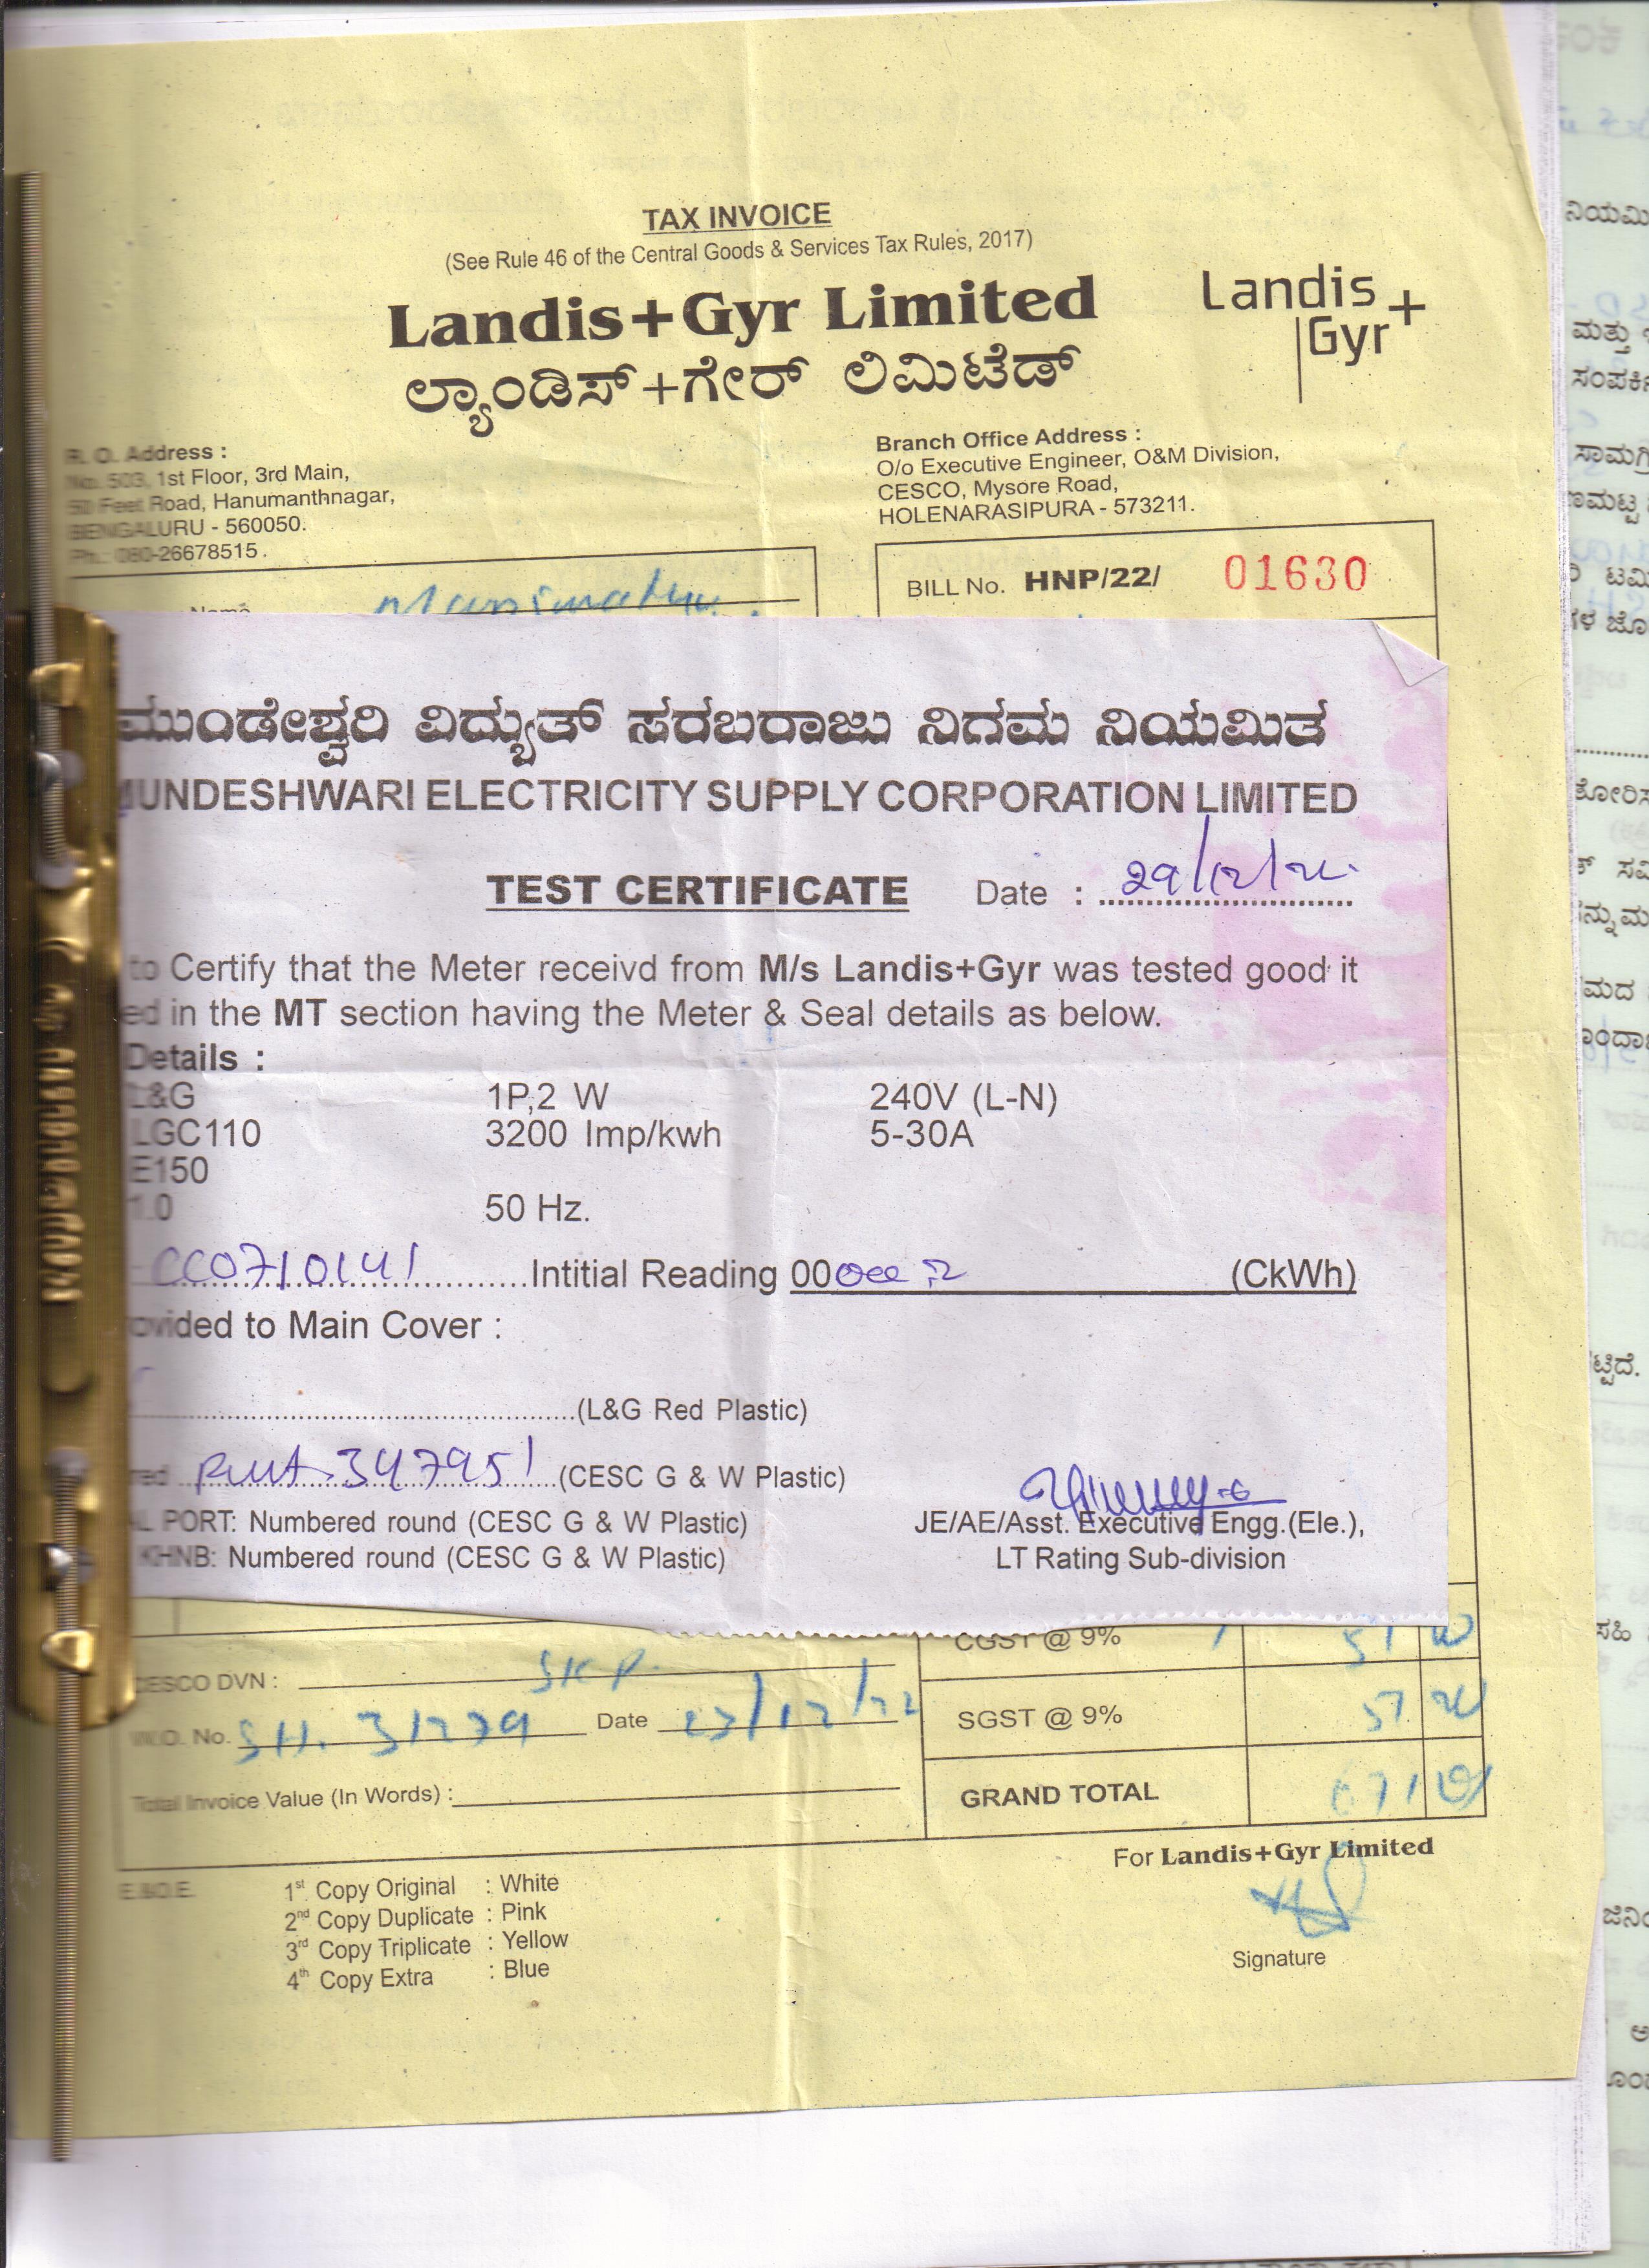 TAX INVOICE
(See Rule 46 of the Central Goods & Services Tax Rules, 2017)
Landis+Gyr Limited
Landis+
Gyr
ಲ್ಯಾಂಡಿಸ್+ಗೇರ್ ಲಿಮಿಟೆಡ್
R. O. Address :
No. 503, 1st Floor, 3rd Main,
50 Feet Road, Hanumanthnagar,
BENGALURU - 560050.
Ph.: 080-26678515.
Branch Office Address :
O/o Executive Engineer, O&M Division,
CESCO, Mysore Road,
HOLENARASIPURA - 573211.
BILL No. HNP/22/ 01630
Name
ಮುಂಡೇಶ್ವರಿ ವಿದ್ಯುತ್ ಸರಬರಾಜು ನಿಗಮ ನಿಯಮಿತ
MUNDESHWARI ELECTRICITY SUPPLY CORPORATION LIMITED
TEST CERTIFICATE Date : 29/12/22
to Certify that the Meter receivd from M/s Landis+Gyr was tested good it
ed in the MT section having the Meter & Seal details as below.
Details :
L&G 1P,2 W 240V (L-N)
LGC110 3200 Imp/kwh 5-30A
E150
1.0 50 Hz.
CC0710141 Intitial Reading 00 (CkWh)
ovided to Main Cover :
(L&G Red Plastic)
red 347951 (CESC G & W Plastic)
L PORT: Numbered round (CESC G & W Plastic)
KHNB: Numbered round (CESC G & W Plastic)
JE/AE/Asst. Executive Engg.(Ele.),
LT Rating Sub-division
CGST @ 9%
CESCO DVN :
W.O. No. SH. 31279 Date /12/22
SGST @ 9%
Total Invoice Value (In Words) :
GRAND TOTAL
For Landis+Gyr Limited
E.&O.E.
1st Copy Original : White
2nd Copy Duplicate : Pink
3rd Copy Triplicate : Yellow
4th Copy Extra : Blue
Signature